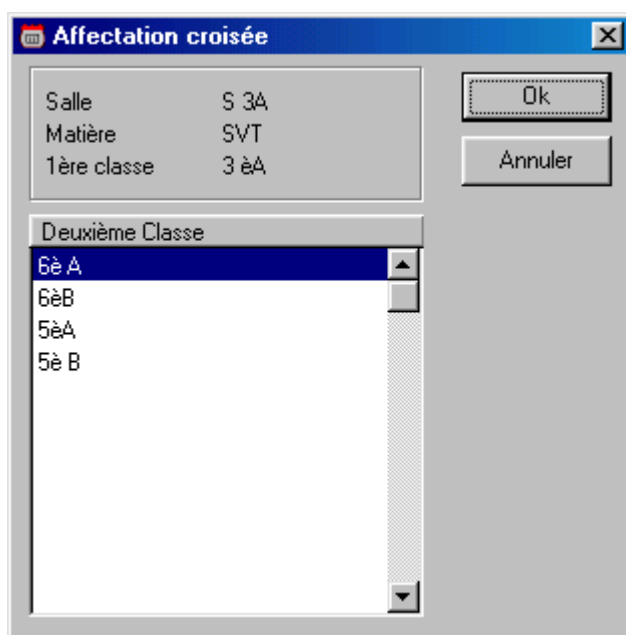 Affectation croisée
Salle S 3A
Matière SVT
1ère classe 3 èA
Ok
Annuler
Deuxième Classe
6è A
6èB
5èA
5è B